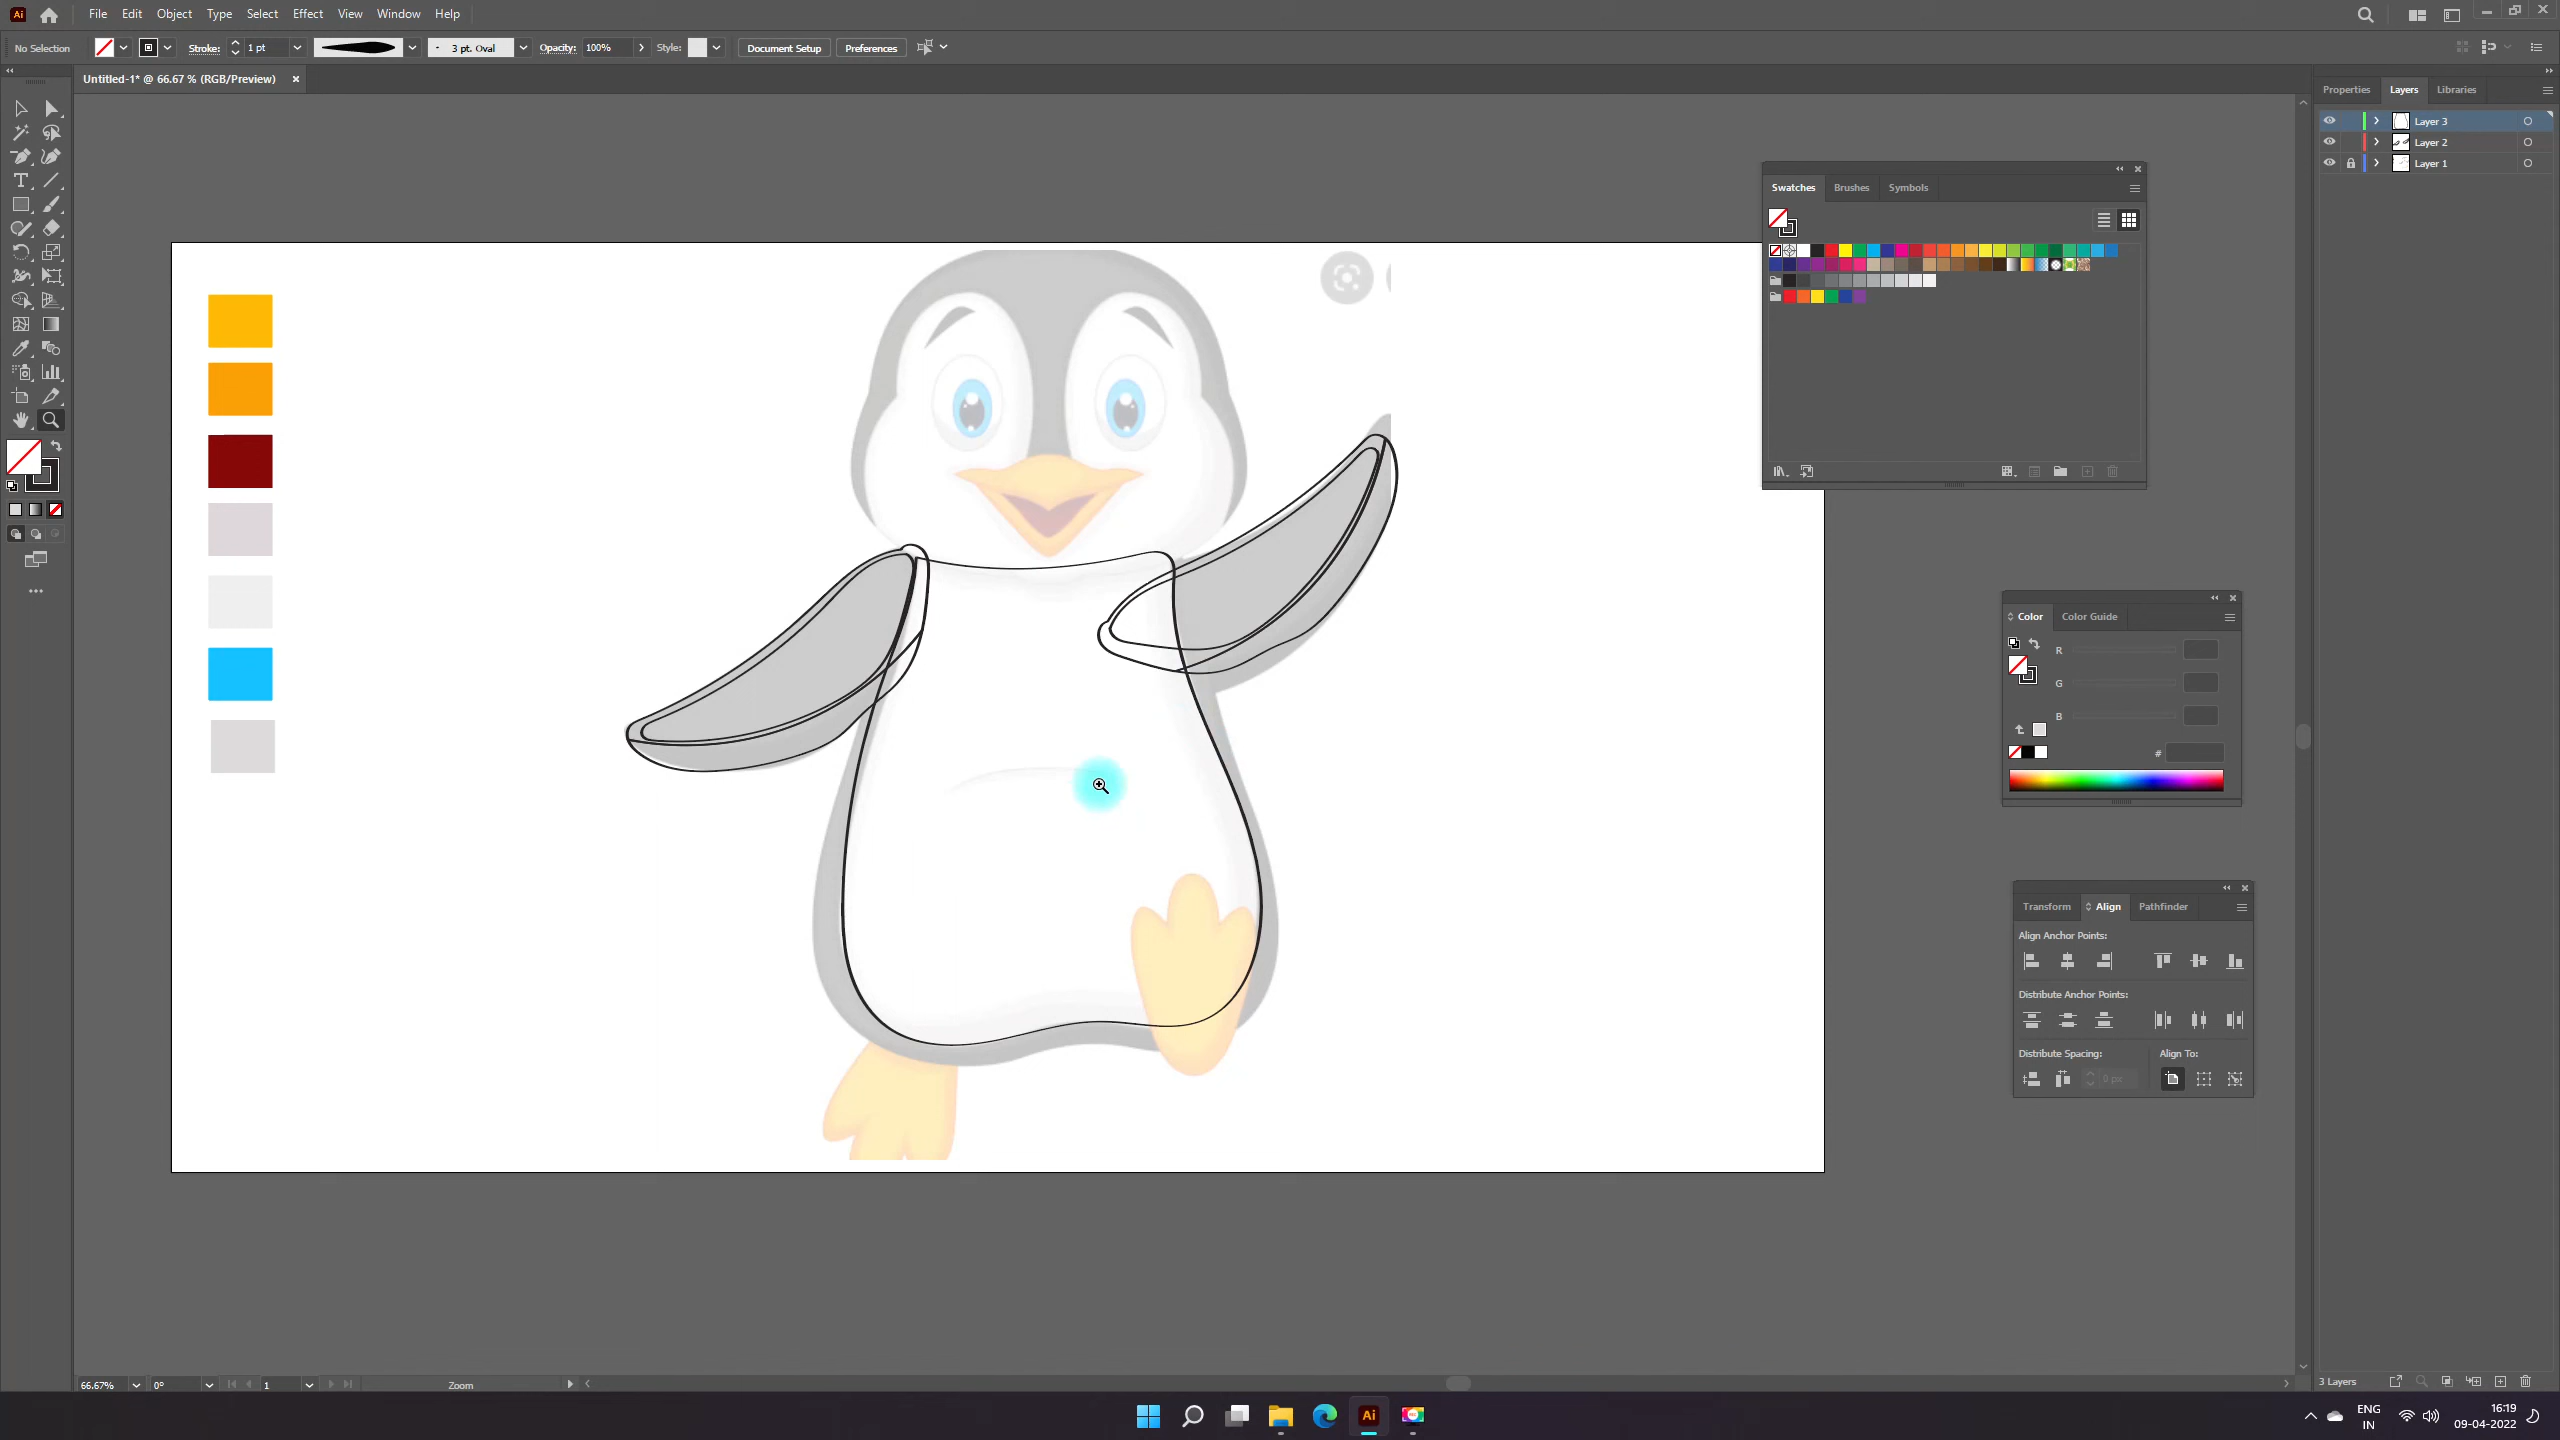 Ai File Edit Object Type Select Effect View Window Help
No Selection Stroke: 1 pt 3 pt. Oval Opacity: 100% Style: Document Setup Preferences
Untitled-1* @ 66.67 % (RGB/Preview)
Properties Layers Libraries
Layer 3
Layer 2
Layer 1
Swatches Brushes Symbols
Color Color Guide
R
G
B
#
Transform Align Pathfinder
Align Anchor Points:
Distribute Anchor Points:
Distribute Spacing: Align To:
0 px
66.67% 0° 1 Zoom
3 Layers
Ai
ENG
IN
16:19
09-04-2022